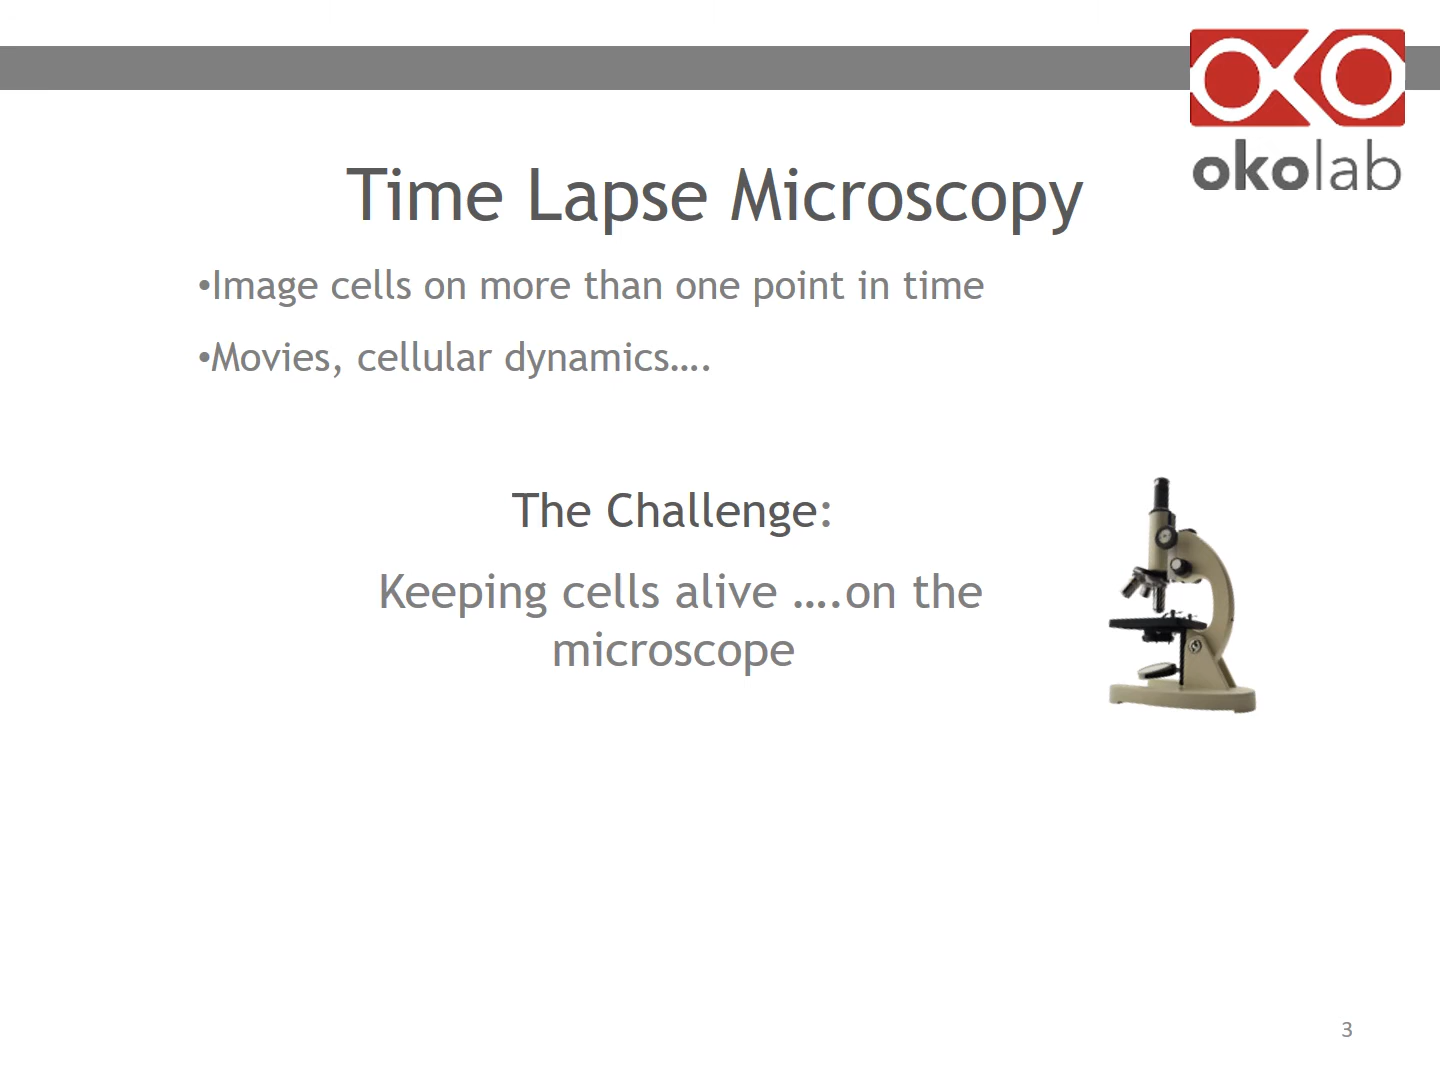 okolab
Time Lapse Microscopy
•Image cells on more than one point in time
•Movies, cellular dynamics….
The Challenge:
Keeping cells alive ….on the
microscope
3